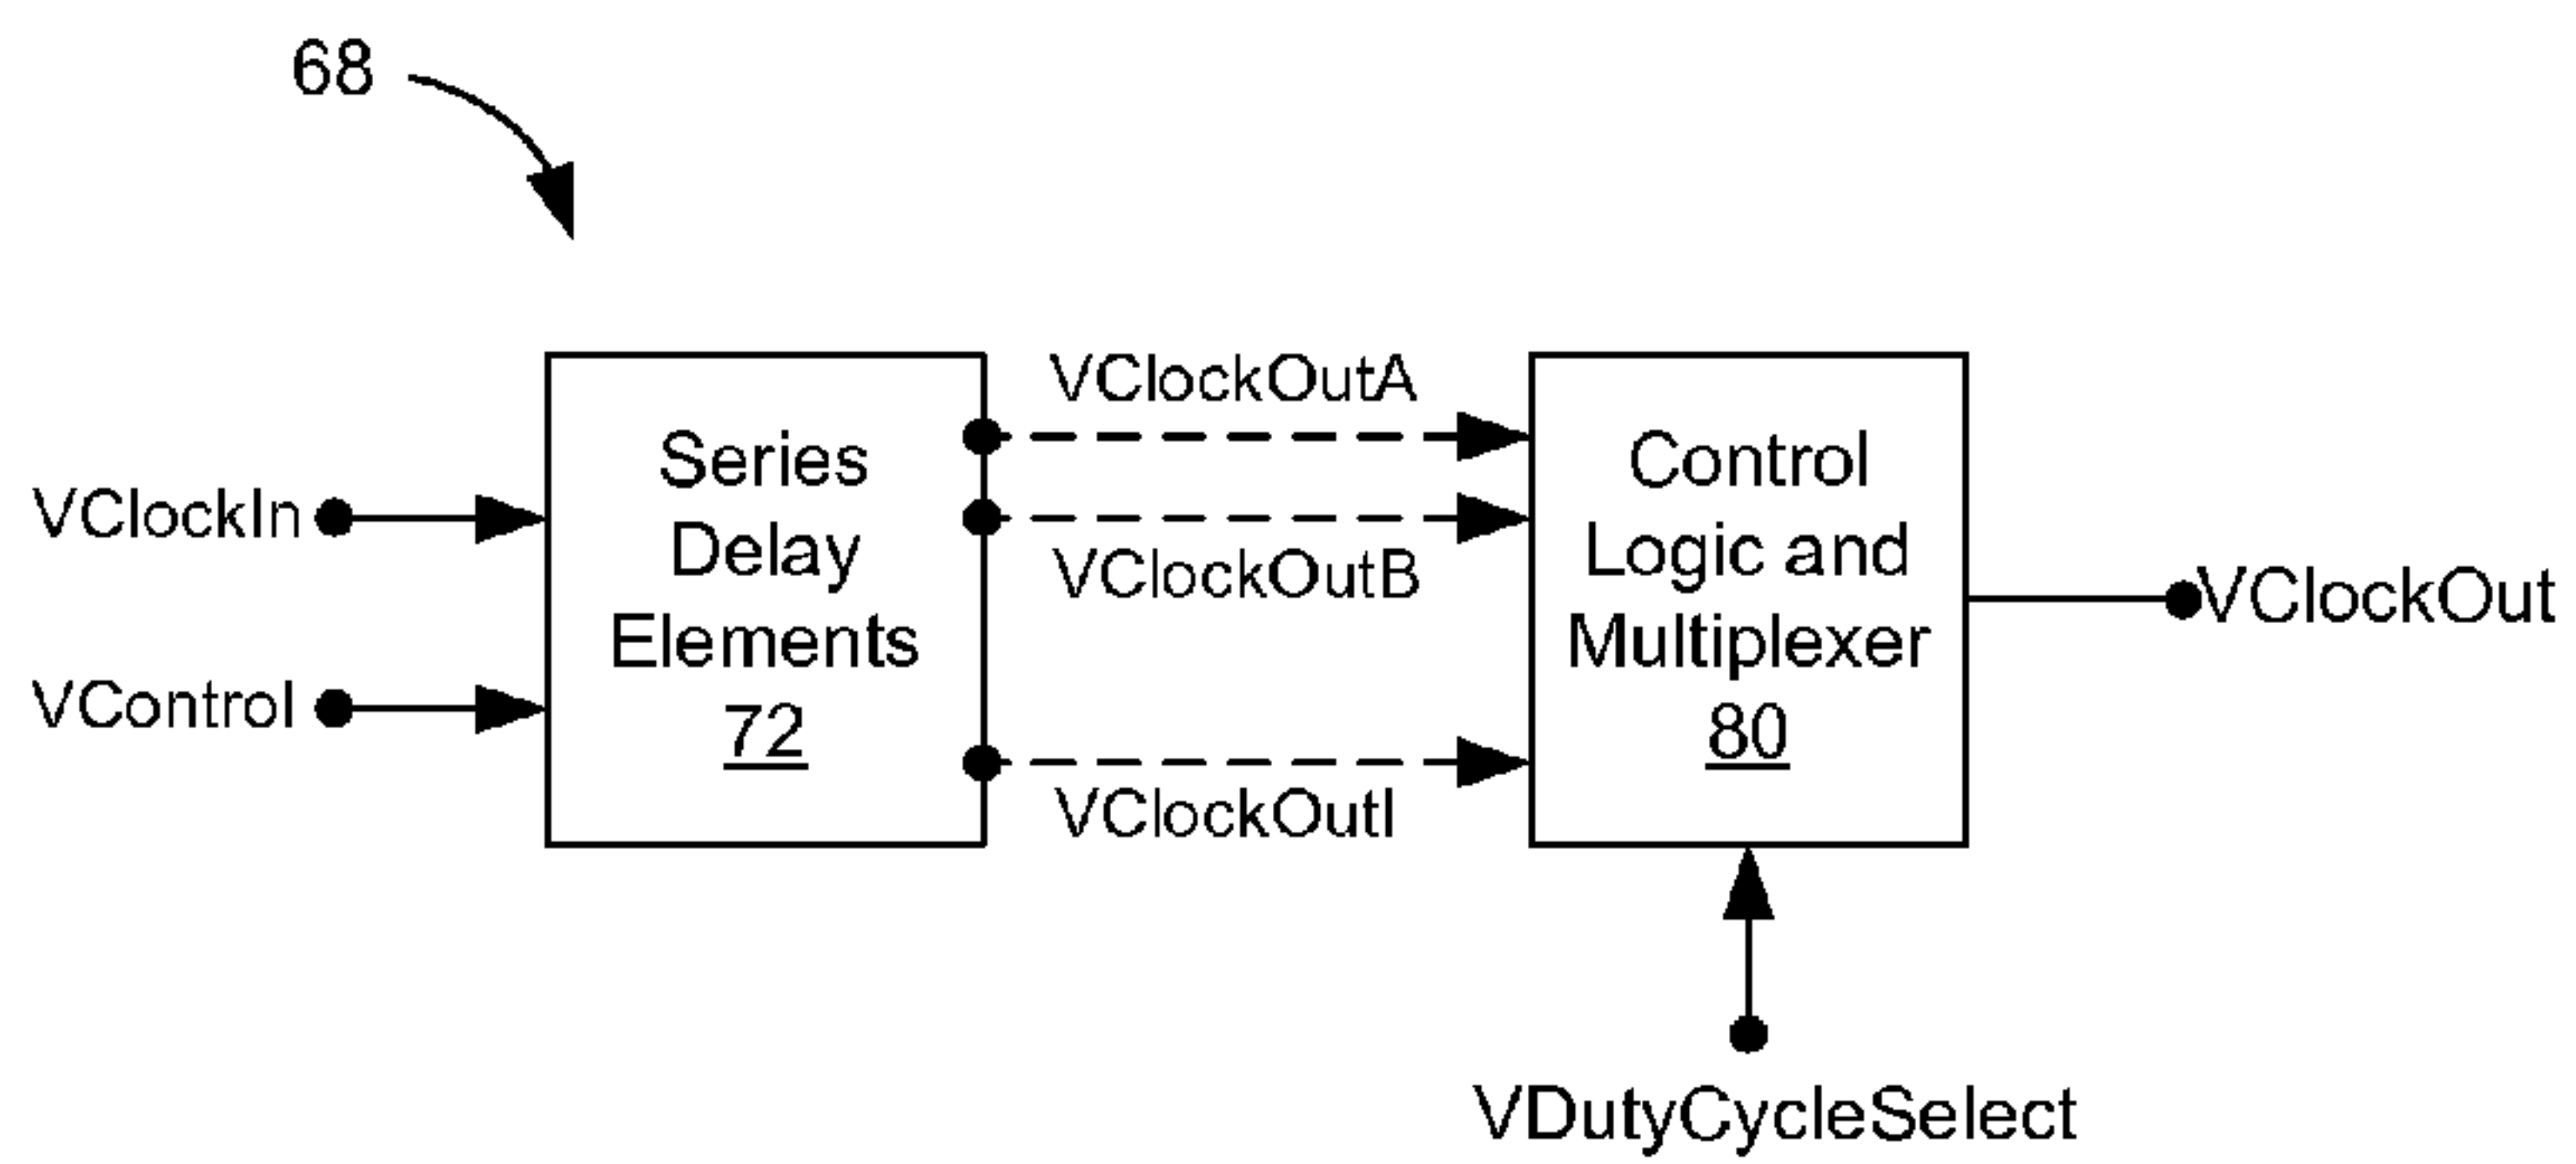 68
VClockIn
VControl
Series
Delay
Elements
72
VClockOutA
VClockOutB
VClockOutI
Control
Logic and
Multiplexer
80
VClockOut
VDutyCycleSelect